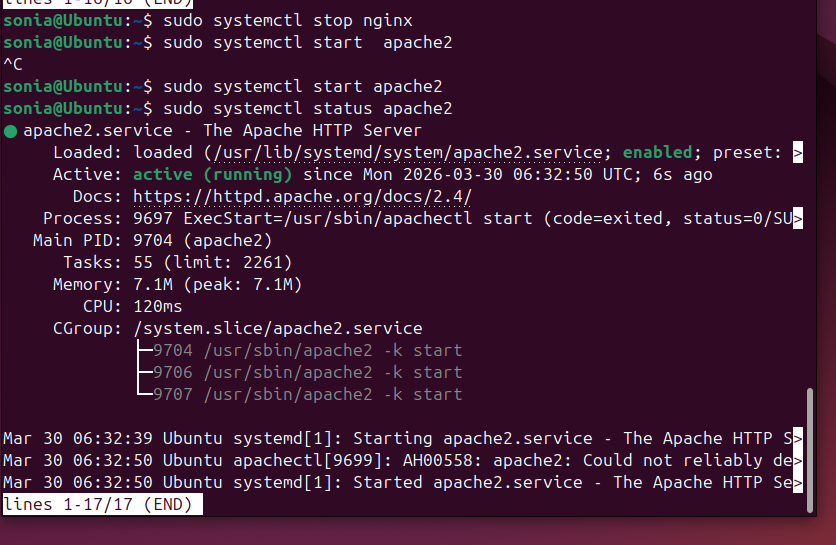 sonia@Ubuntu:~$ sudo systemctl stop nginx
sonia@Ubuntu:~$ sudo systemctl start  apache2
^C
sonia@Ubuntu:~$ sudo systemctl start apache2
sonia@Ubuntu:~$ sudo systemctl status apache2
● apache2.service - The Apache HTTP Server
     Loaded: loaded (/usr/lib/systemd/system/apache2.service; enabled; preset: >
     Active: active (running) since Mon 2026-03-30 06:32:50 UTC; 6s ago
       Docs: https://httpd.apache.org/docs/2.4/
    Process: 9697 ExecStart=/usr/sbin/apachectl start (code=exited, status=0/SU>
   Main PID: 9704 (apache2)
      Tasks: 55 (limit: 2261)
     Memory: 7.1M (peak: 7.1M)
        CPU: 120ms
     CGroup: /system.slice/apache2.service
             ├─9704 /usr/sbin/apache2 -k start
             ├─9706 /usr/sbin/apache2 -k start
             └─9707 /usr/sbin/apache2 -k start

Mar 30 06:32:39 Ubuntu systemd[1]: Starting apache2.service - The Apache HTTP S>
Mar 30 06:32:50 Ubuntu apachectl[9699]: AH00558: apache2: Could not reliably de>
Mar 30 06:32:50 Ubuntu systemd[1]: Started apache2.service - The Apache HTTP Se>
lines 1-17/17 (END)